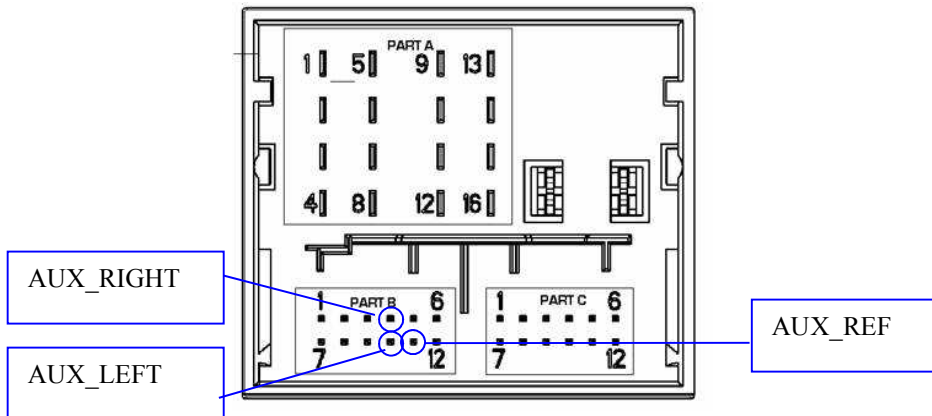 PART A
1 5 9 13
4 8 12 16
AUX_RIGHT
1 PART B 6
1 PART C 6
AUX_REF
7 12
7 12
AUX_LEFT